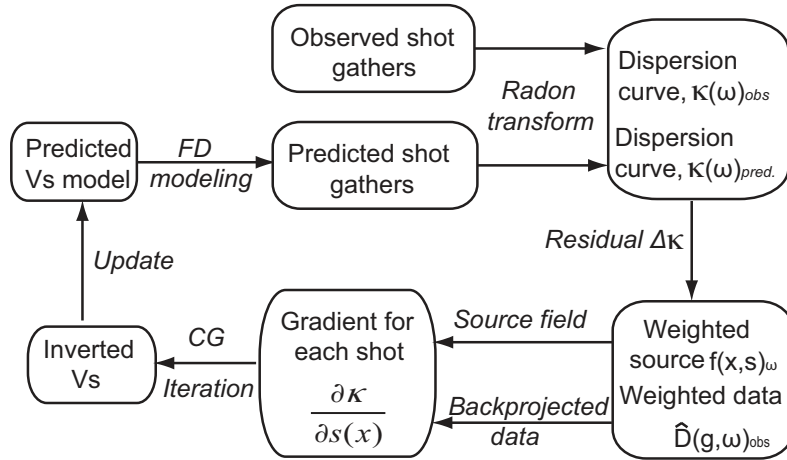 Observed shot
gathers
Dispersion
curve, κ(ω)obs
Radon
transform
Predicted
Vs model
FD
modeling
Predicted shot
gathers
Dispersion
curve, κ(ω)pred.
Residual Δκ
Update
Weighted
source f(x,s)ω
Weighted data
D̂(g,ω)obs
Source field
Backprojected
data
Gradient for
each shot
∂κ
∂s(x)
CG
Iteration
Inverted
Vs